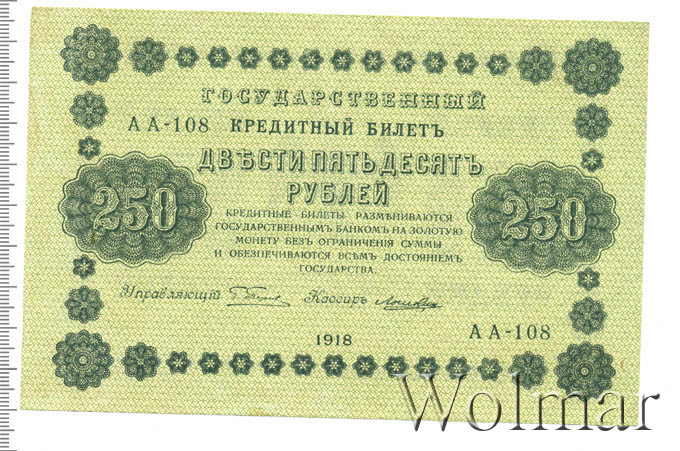 ГОСУДАРСТВЕННЫЙ
АА-108 КРЕДИТНЫЙ БИЛЕТЪ
ДВѢСТИ ПЯТЬДЕСЯТЪ
РУБЛЕЙ
250
250
КРЕДИТНЫЕ БИЛЕТЫ РАЗМѢНИВАЮТСЯ
ГОСУДАРСТВЕННЫМЪ БАНКОМЪ НА ЗОЛОТУЮ
МОНЕТУ БЕЗЪ ОГРАНИЧЕНІЯ СУММЫ
И ОБЕЗПЕЧИВАЮТСЯ ВСѢМЪ ДОСТОЯНІЕМЪ
ГОСУДАРСТВА.
Управляющій Кассиръ
1918
АА-108
Wolmar